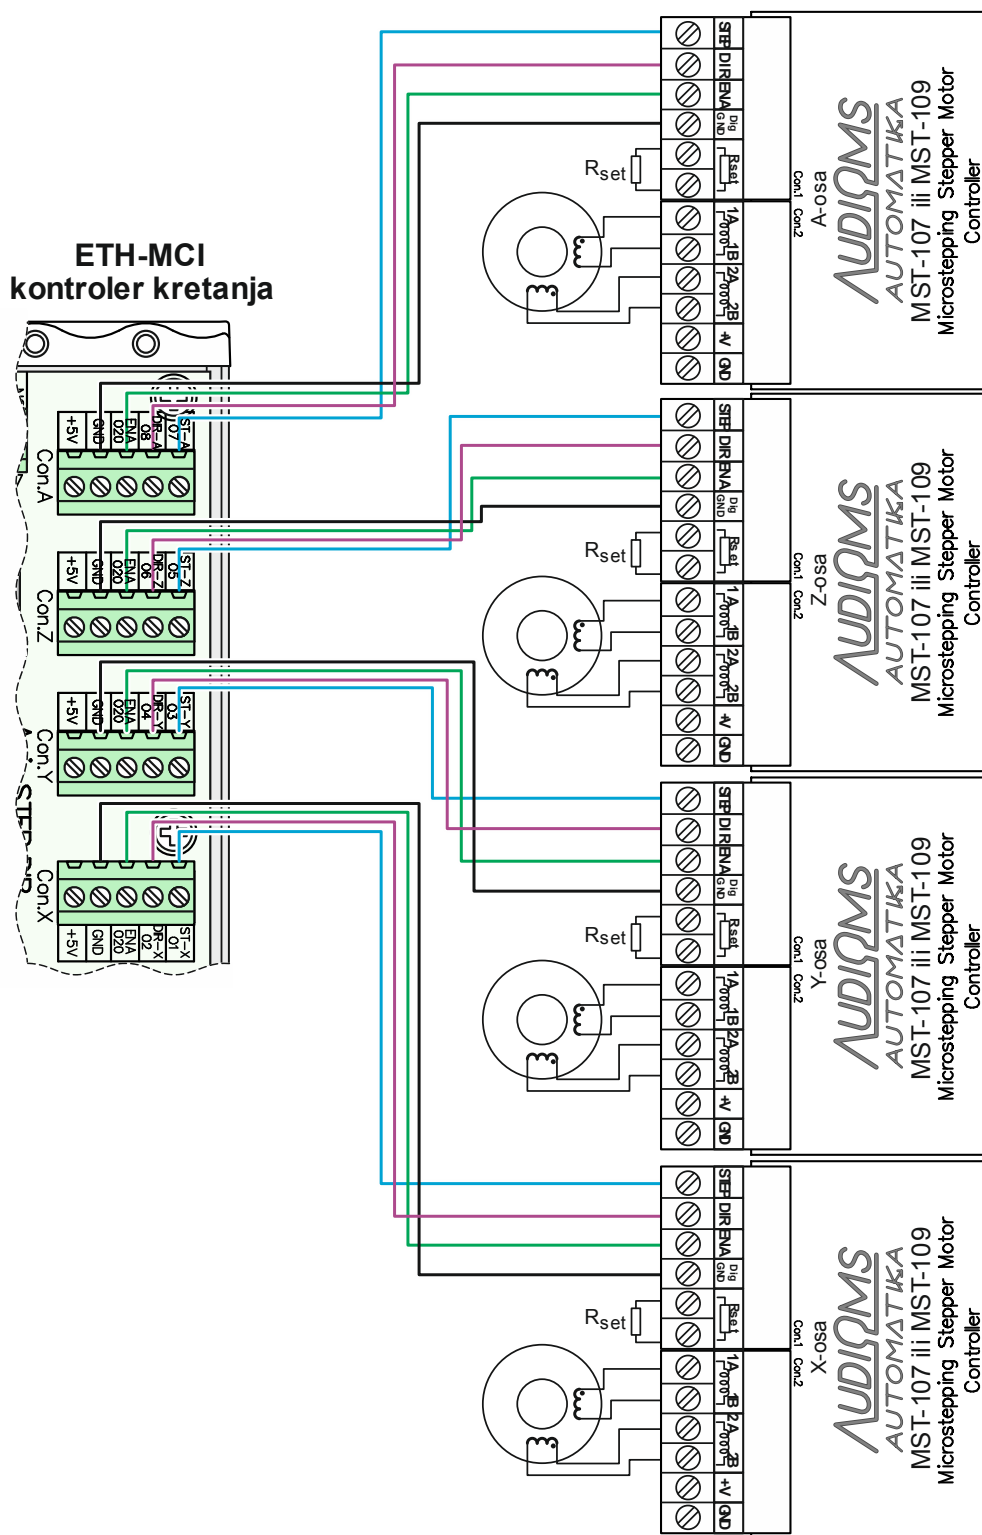 ETH-MCI
kontroler kretanja
Con.A
+5V
GND
ENA
O20
DR-A
O8
ST-A
O7
Con.Z
+5V
GND
ENA
O20
DR-Z
O6
ST-Z
O5
Con.Y
+5V
GND
ENA
O20
DR-Y
O4
ST-Y
O3
Con.X
+5V
GND
ENA
O20
DR-X
O2
ST-X
O1
STEP
DIR
ENA
Dig
GND
Rset
Rset
1A
1B
2A
2B
+V
GND
Con.1
Con.2
A-osa
AUDIOMS
AUTOMATIKA
MST-107 ili MST-109
Microstepping Stepper Motor
Controller
STEP
DIR
ENA
Dig
GND
Rset
Rset
1A
1B
2A
2B
+V
GND
Con.1
Con.2
Z-osa
AUDIOMS
AUTOMATIKA
MST-107 ili MST-109
Microstepping Stepper Motor
Controller
STEP
DIR
ENA
Dig
GND
Rset
Rset
1A
1B
2A
2B
+V
GND
Con.1
Con.2
Y-osa
AUDIOMS
AUTOMATIKA
MST-107 ili MST-109
Microstepping Stepper Motor
Controller
STEP
DIR
ENA
Dig
GND
Rset
Rset
1A
1B
2A
2B
+V
GND
Con.1
Con.2
X-osa
AUDIOMS
AUTOMATIKA
MST-107 ili MST-109
Microstepping Stepper Motor
Controller